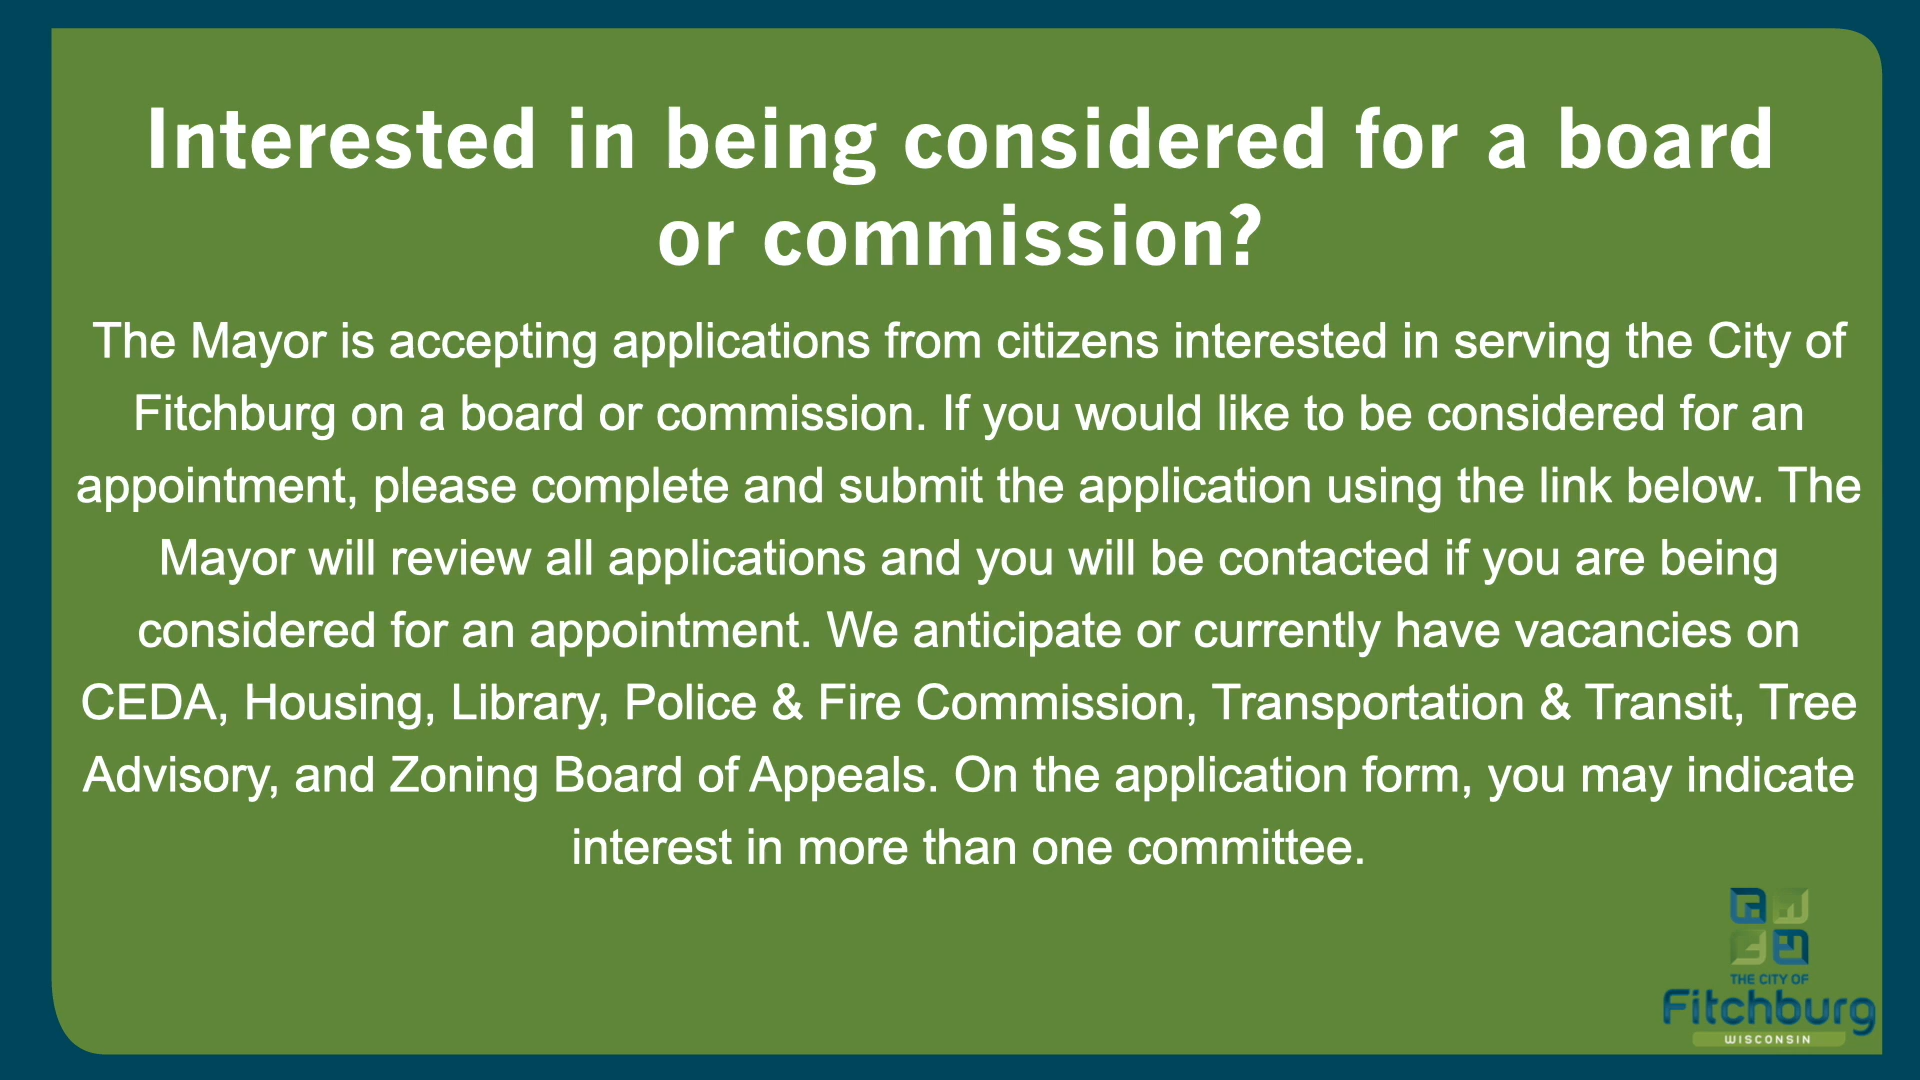 Interested in being considered for a board
or commission?
The Mayor is accepting applications from citizens interested in serving the City of
Fitchburg on a board or commission. If you would like to be considered for an
appointment, please complete and submit the application using the link below. The
Mayor will review all applications and you will be contacted if you are being
considered for an appointment. We anticipate or currently have vacancies on
CEDA, Housing, Library, Police & Fire Commission, Transportation & Transit, Tree
Advisory, and Zoning Board of Appeals. On the application form, you may indicate
interest in more than one committee.
THE CITY OF
Fitchburg
WISCONSIN